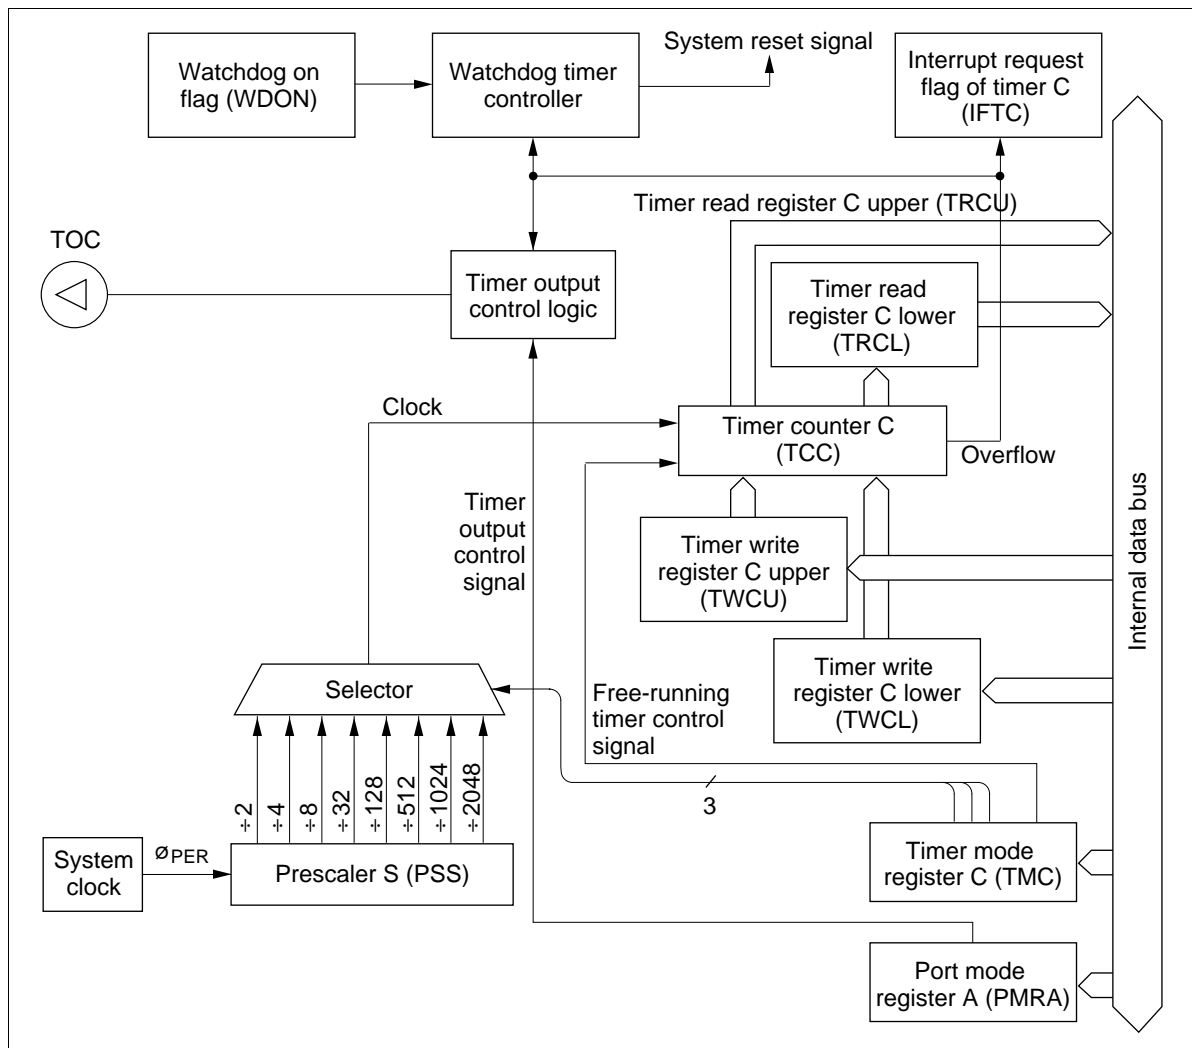 System reset signal
Watchdog on
flag (WDON)
Watchdog timer
controller
Interrupt request
flag of timer C
(IFTC)
Timer read register C upper (TRCU)
TOC
Timer output
control logic
Timer read
register C lower
(TRCL)
Clock
Timer counter C
(TCC)
Overflow
Timer
output
control
signal
Timer write
register C upper
(TWCU)
Internal data bus
Timer write
register C lower
(TWCL)
Selector
Free-running
timer control
signal
÷2
÷4
÷8
÷32
÷128
÷512
÷1024
÷2048
3
System
clock
øPER
Prescaler S (PSS)
Timer mode
register C (TMC)
Port mode
register A (PMRA)